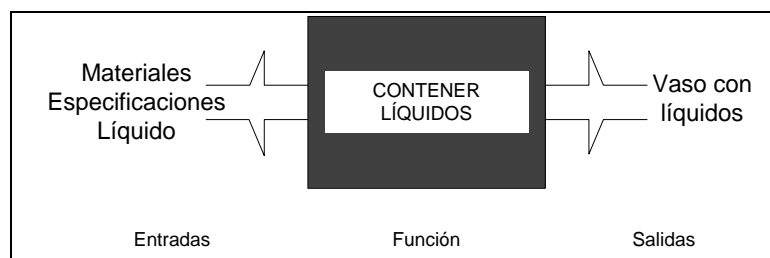 Materiales
Especificaciones
Líquido
CONTENER
LÍQUIDOS
Vaso con
líquidos
Entradas
Función
Salidas